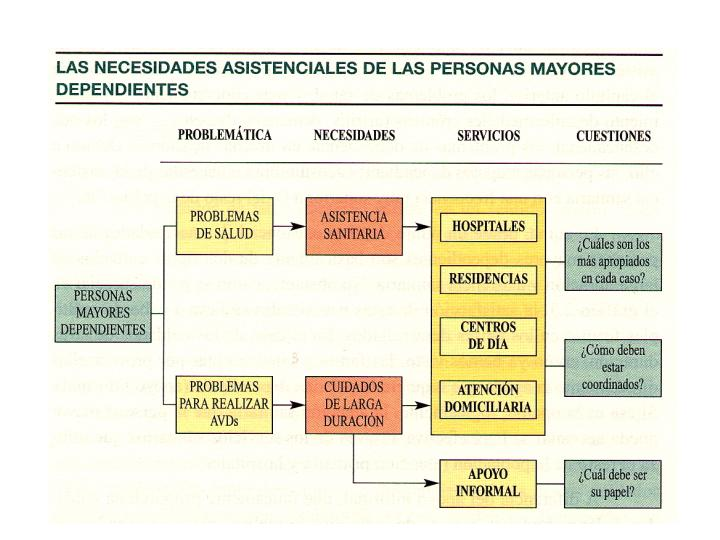 LAS NECESIDADES ASISTENCIALES DE LAS PERSONAS MAYORES
DEPENDIENTES
PROBLEMÁTICA NECESIDADES SERVICIOS CUESTIONES
PROBLEMAS
DE SALUD
ASISTENCIA
SANITARIA
HOSPITALES
¿Cuáles son los
más apropiados
en cada caso?
RESIDENCIAS
PERSONAS
MAYORES
DEPENDIENTES
CENTROS
DE DÍA
¿Cómo deben
estar
coordinados?
PROBLEMAS
PARA REALIZAR
AVDs
CUIDADOS
DE LARGA
DURACIÓN
ATENCIÓN
DOMICILIARIA
APOYO
INFORMAL
¿Cuál debe ser
su papel?